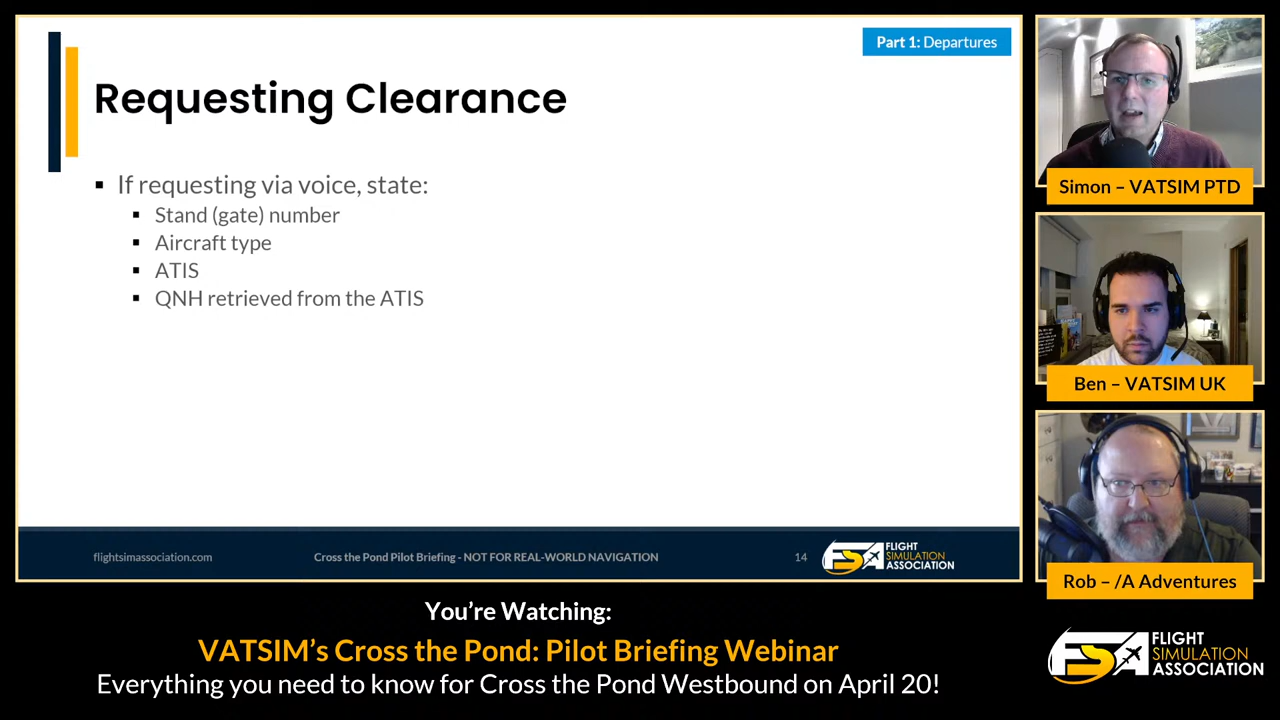 Part 1: Departures
Requesting Clearance
▪ If requesting via voice, state:
▪ Stand (gate) number
▪ Aircraft type
▪ ATIS
▪ QNH retrieved from the ATIS
flightsimassociation.com
Cross the Pond Pilot Briefing - NOT FOR REAL-WORLD NAVIGATION
14
FSA FLIGHT
SIMULATION
ASSOCIATION
Simon – VATSIM PTD
Ben – VATSIM UK
Rob – /A Adventures
You're Watching:
VATSIM's Cross the Pond: Pilot Briefing Webinar
Everything you need to know for Cross the Pond Westbound on April 20!
FSA FLIGHT
SIMULATION
ASSOCIATION